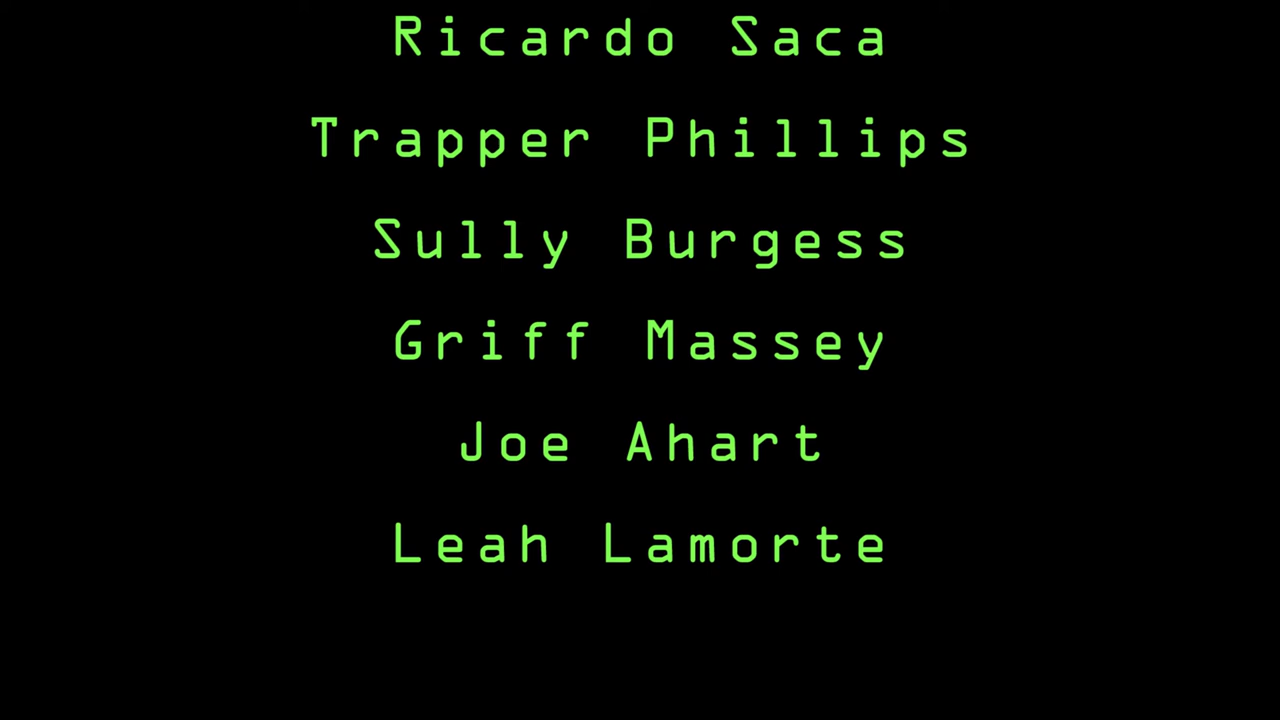 Ricardo Saca
Trapper Phillips
Sully Burgess
Griff Massey
Joe Ahart
Leah Lamorte